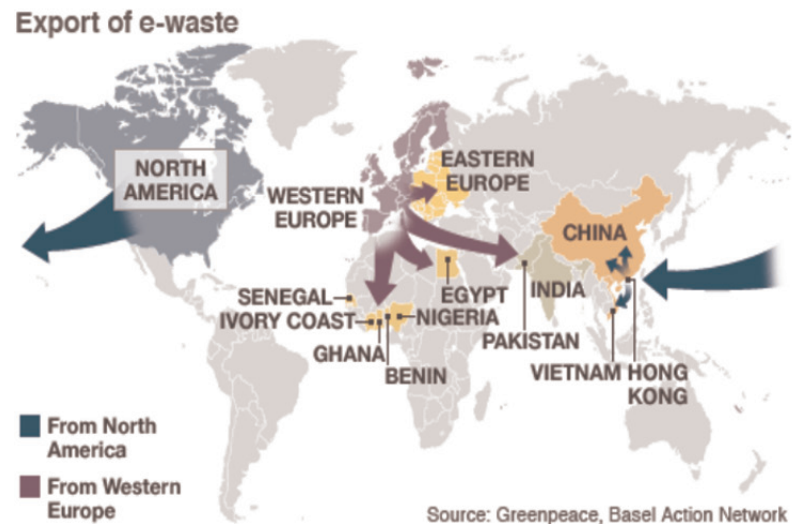 Export of e-waste
NORTH
AMERICA
WESTERN
EUROPE
EASTERN
EUROPE
CHINA
SENEGAL
IVORY COAST
GHANA
BENIN
NIGERIA
EGYPT
INDIA
PAKISTAN
VIETNAM
HONG
KONG
From North
America
From Western
Europe
Source: Greenpeace, Basel Action Network